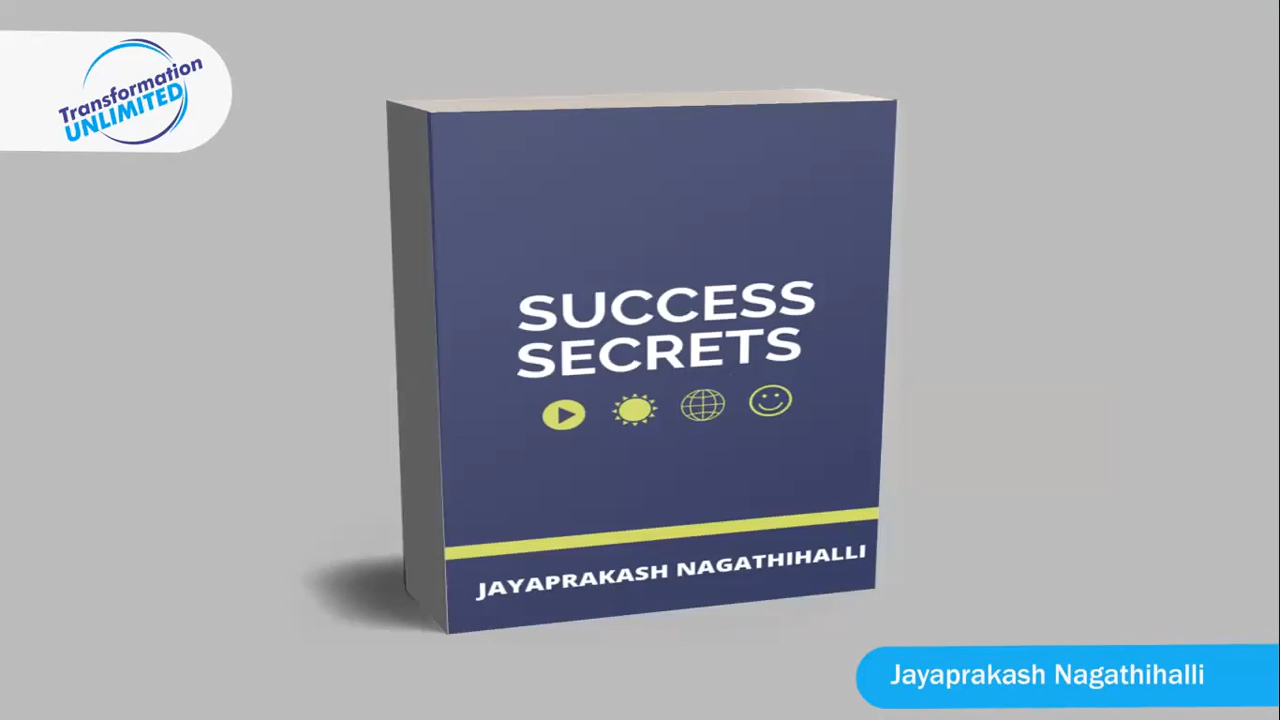 Transformation
UNLIMITED
SUCCESS
SECRETS
JAYAPRAKASH NAGATHIHALLI
Jayaprakash Nagathihalli